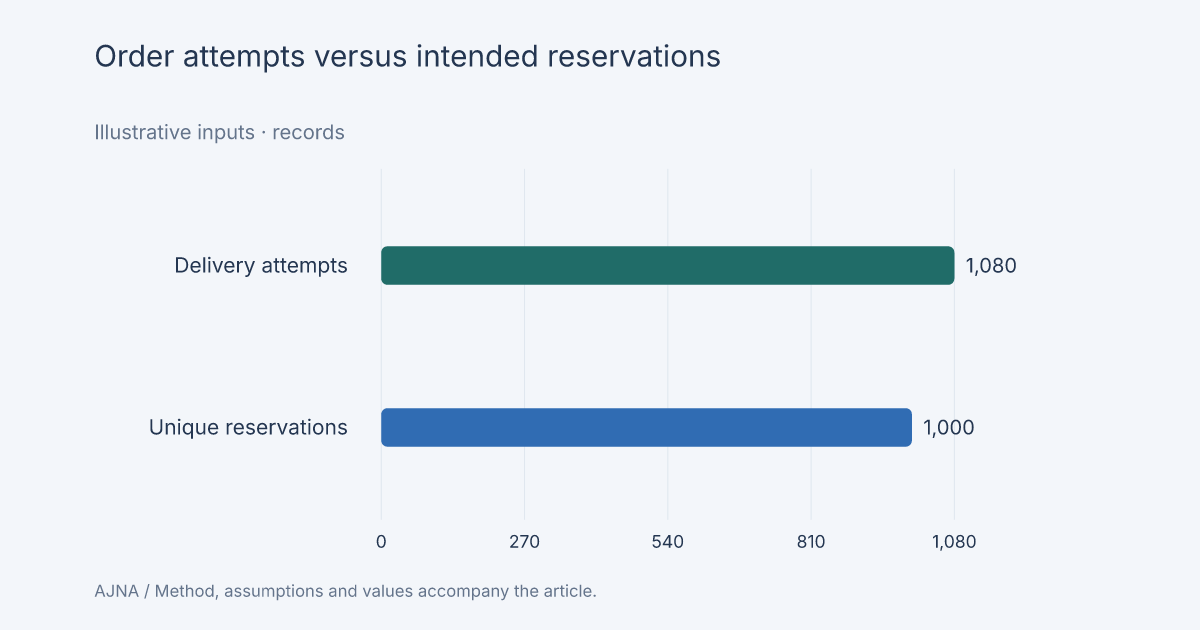 Order attempts versus intended reservations
Illustrative inputs · records
Delivery attempts 1,080
Unique reservations 1,000
0 270 540 810 1,080
AJNA / Method, assumptions and values accompany the article.